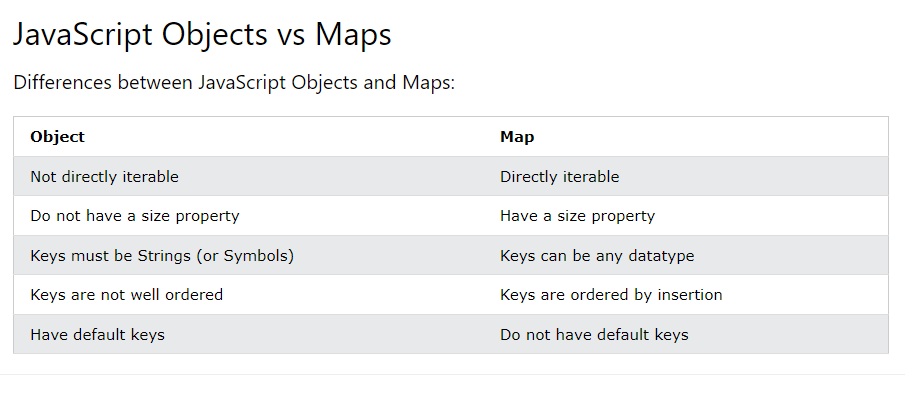 JavaScript Objects vs Maps
Differences between JavaScript Objects and Maps:
Object Map
Not directly iterable Directly iterable
Do not have a size property Have a size property
Keys must be Strings (or Symbols) Keys can be any datatype
Keys are not well ordered Keys are ordered by insertion
Have default keys Do not have default keys